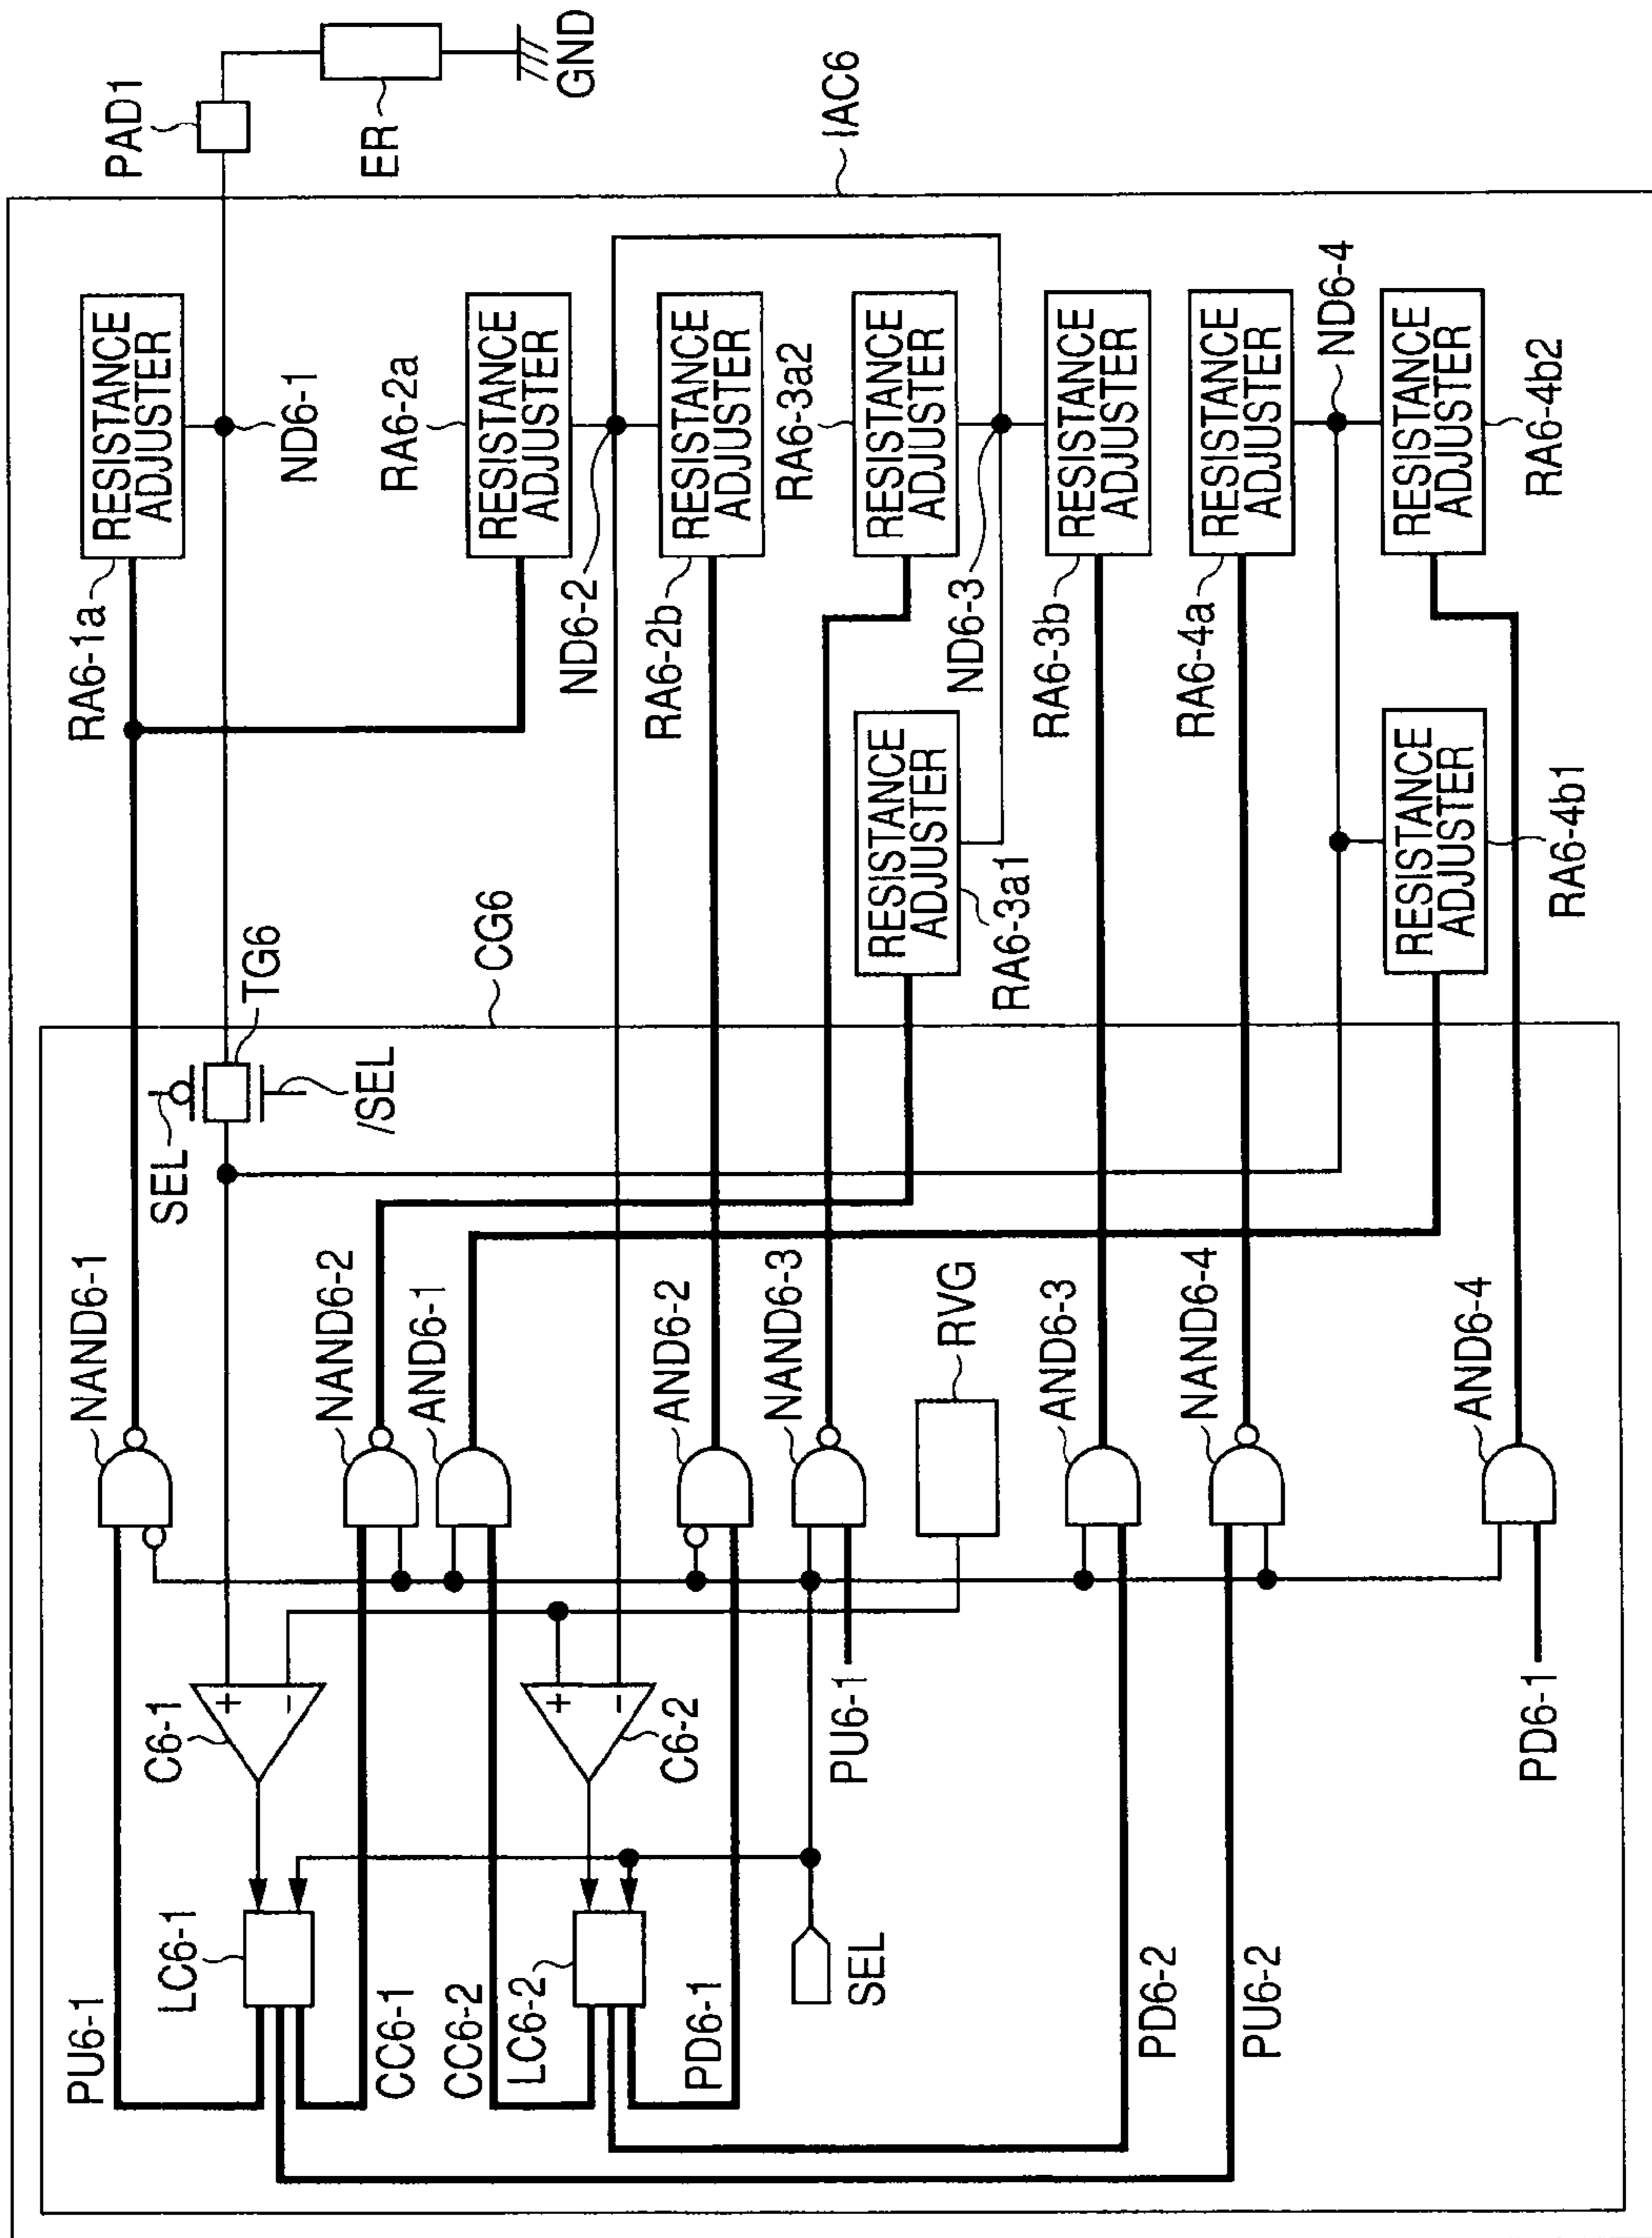 PAD1
ER
GND
IAC6
RESISTANCE
ADJUSTER
RA6-1a
ND6-1
RA6-2a
RESISTANCE
ADJUSTER
ND6-2
RESISTANCE
ADJUSTER
RA6-2b
RA6-3a2
RESISTANCE
ADJUSTER
ND6-3
RESISTANCE
ADJUSTER
RA6-3b
RESISTANCE
ADJUSTER
RA6-4a
ND6-4
RESISTANCE
ADJUSTER
RA6-4b2
RESISTANCE
ADJUSTER
RA6-3a1
RESISTANCE
ADJUSTER
RA6-4b1
CG6
TG6
SEL
/SEL
NAND6-1
NAND6-2
AND6-1
AND6-2
NAND6-3
RVG
AND6-3
NAND6-4
AND6-4
C6-1
+
-
C6-2
+
-
PU6-1
PD6-1
LC6-1
LC6-2
SEL
PU6-1
CC6-1
CC6-2
PD6-1
PD6-2
PU6-2